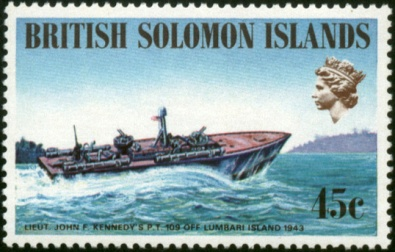 BRITISH SOLOMON ISLANDS
45c
LIEUT. JOHN F. KENNEDY'S P.T. 109 OFF LUMBARI ISLAND 1943